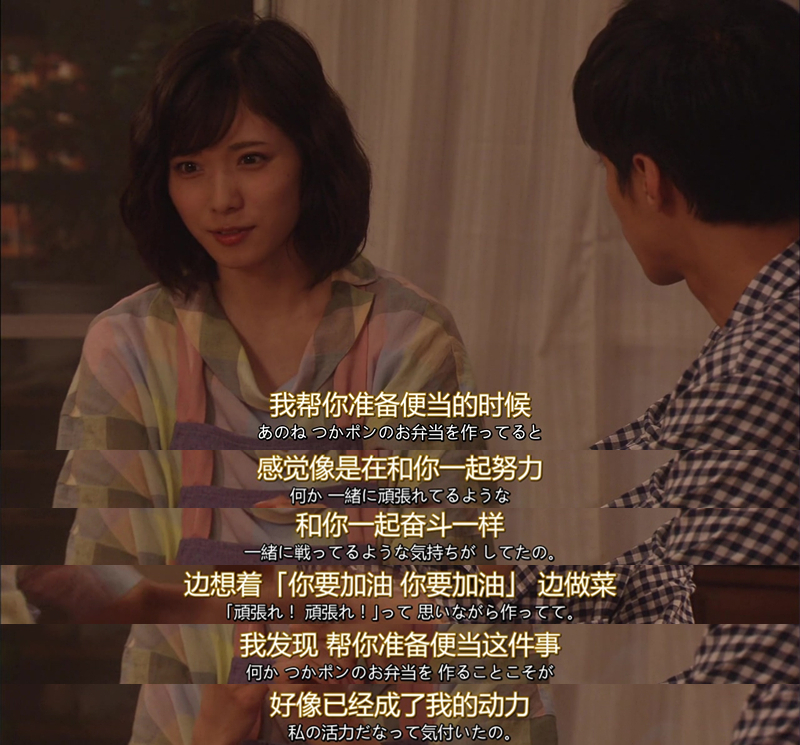 我帮你准备便当的时候
あのね つかポンのお弁当を作ってると
感觉像是在和你一起努力
何か 一緒に頑張れてるような
和你一起奋斗一样
一緒に戦ってるような気持ちが してたの。
边想着「你要加油 你要加油」 边做菜
「頑張れ！ 頑張れ！」って 思いながら作ってて。
我发现 帮你准备便当这件事
何か つかポンのお弁当を 作ることこそが
好像已经成了我的动力
私の活力だなって気付いたの。